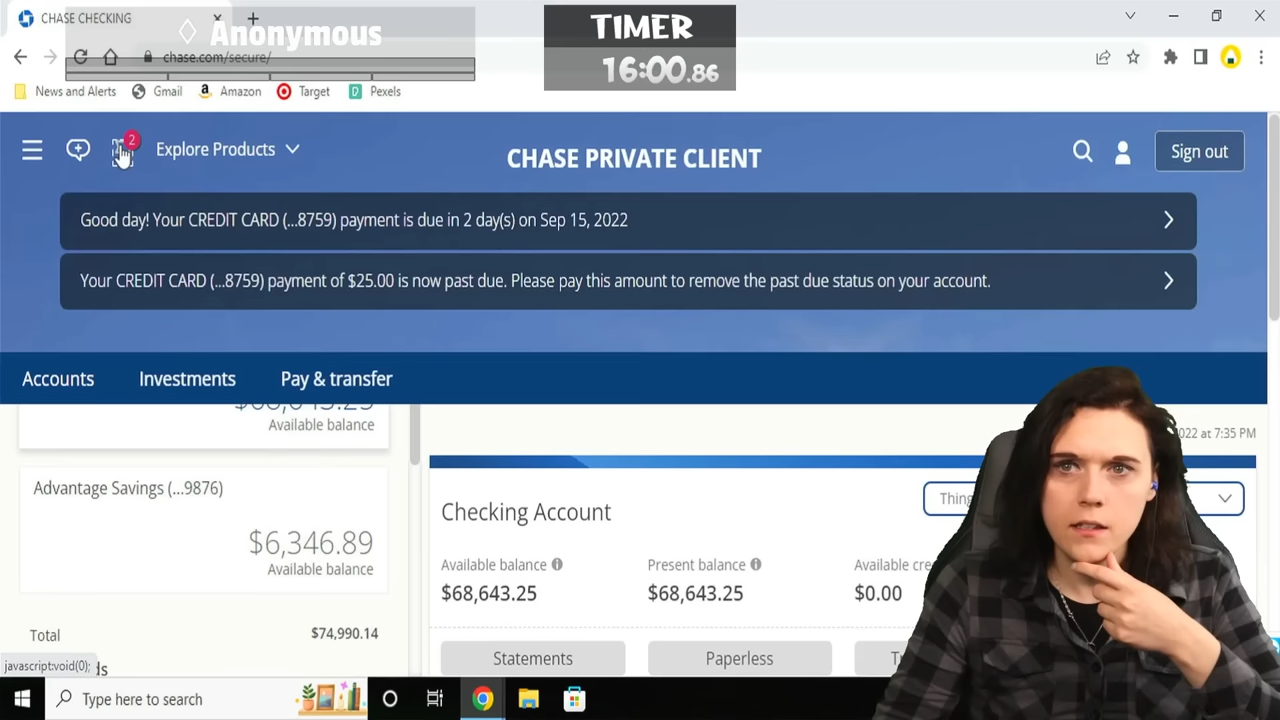 CHASE CHECKING
Anonymous
TIMER
16:00.86
chase.com/secure/
News and Alerts
Gmail
Amazon
Target
Pexels
2
Explore Products
CHASE PRIVATE CLIENT
Sign out
Good day! Your CREDIT CARD (...8759) payment is due in 2 day(s) on Sep 15, 2022
Your CREDIT CARD (...8759) payment of $25.00 is now past due. Please pay this amount to remove the past due status on your account.
Accounts
Investments
Pay & transfer
Available balance
Advantage Savings (...9876)
$6,346.89
Available balance
Total
$74,990.14
javascript:void(0);
at 7:35 PM
Checking Account
Available balance
Present balance
Available
$68,643.25
$68,643.25
$0.00
Statements
Paperless
Type here to search